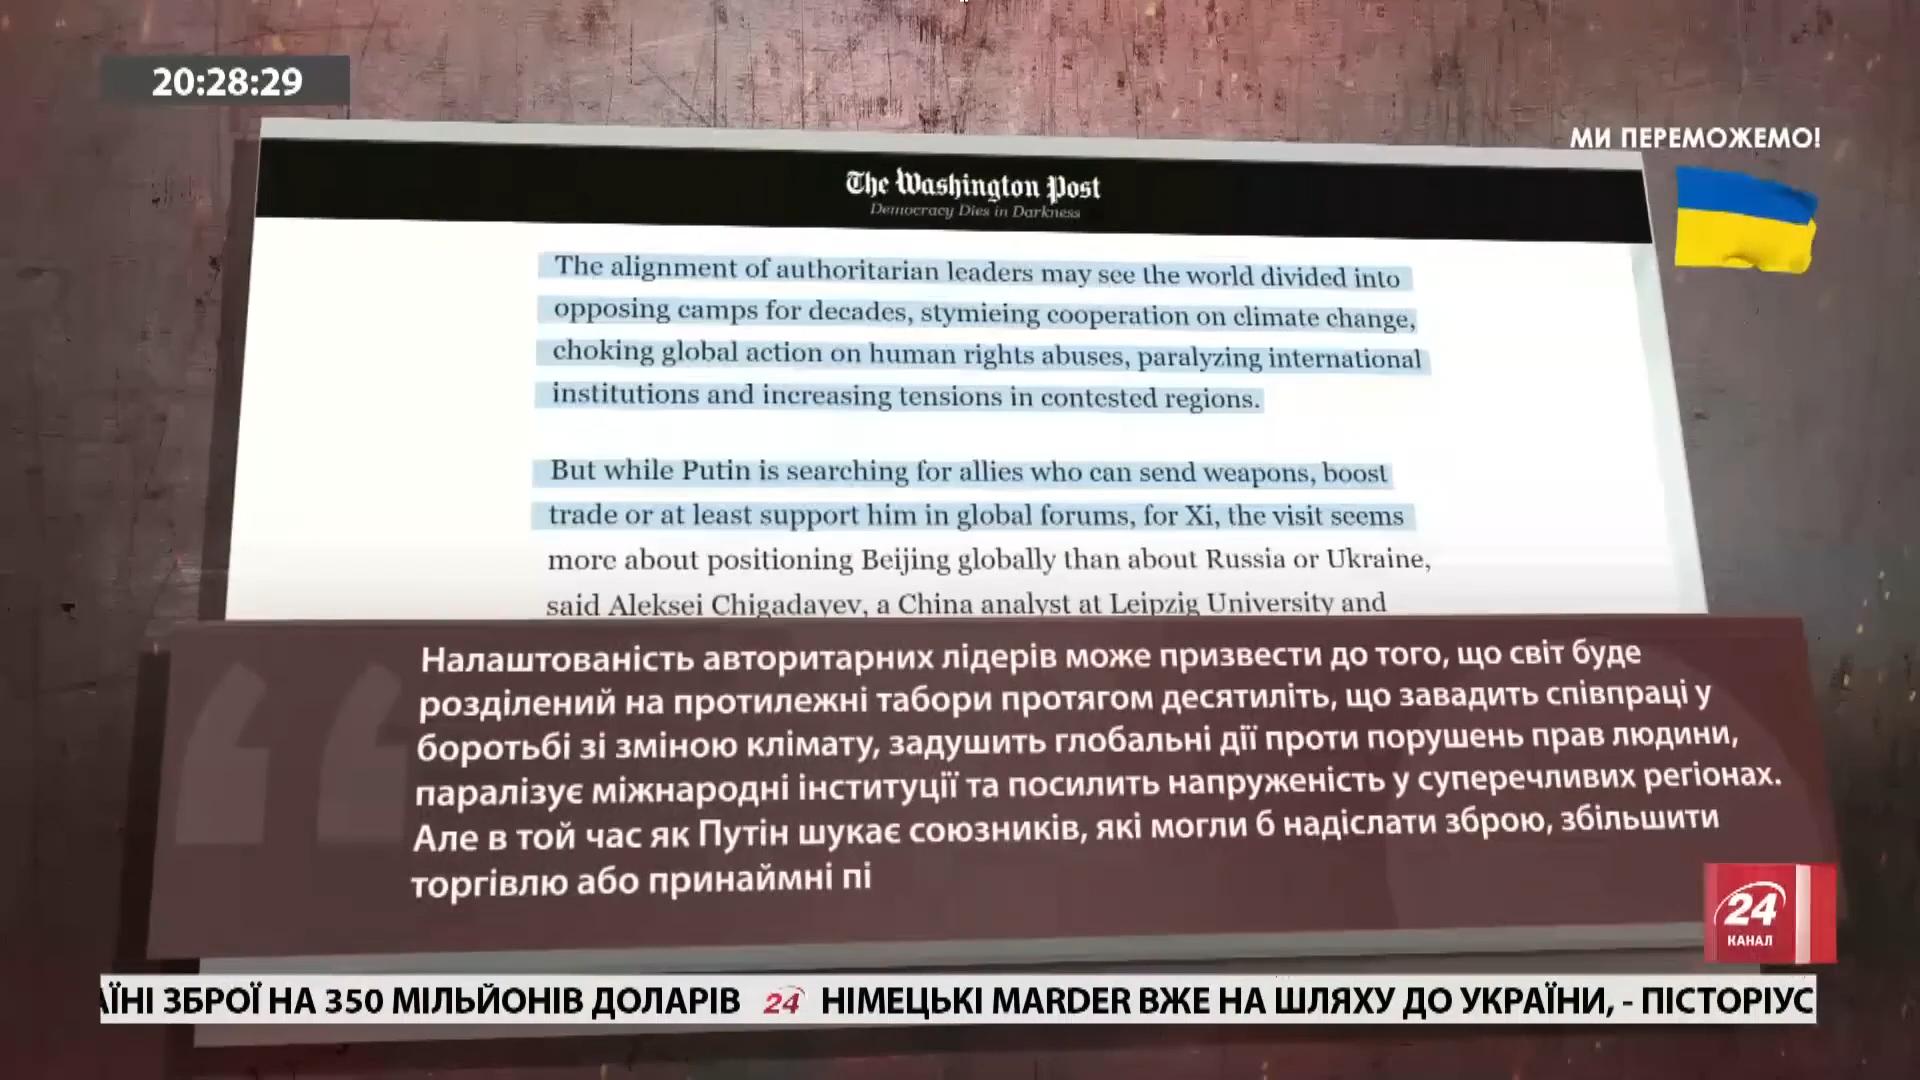 20:28:29
МИ ПЕРЕМОЖЕМО!
The Washington Post
Democracy Dies in Darkness
The alignment of authoritarian leaders may see the world divided into
opposing camps for decades, stymieing cooperation on climate change,
choking global action on human rights abuses, paralyzing international
institutions and increasing tensions in contested regions.
But while Putin is searching for allies who can send weapons, boost
trade or at least support him in global forums, for Xi, the visit seems
more about positioning Beijing globally than about Russia or Ukraine,
said Aleksei Chigadayev, a China analyst at Leipzig University and
Налаштованість авторитарних лідерів може призвести до того, що світ буде
розділений на протилежні табори протягом десятиліть, що завадить співпраці у
боротьбі зі зміною клімату, задушить глобальні дії проти порушень прав людини,
паралізує міжнародні інституції та посилить напруженість у суперечливих регіонах.
Але в той час як Путін шукає союзників, які могли б надіслати зброю, збільшити
торгівлю або принаймні пі
24
КАНАЛ
ЇНІ ЗБРОЇ НА 350 МІЛЬЙОНІВ ДОЛАРІВ 24 НІМЕЦЬКІ MARDER ВЖЕ НА ШЛЯХУ ДО УКРАЇНИ, - ПІСТОРІУС